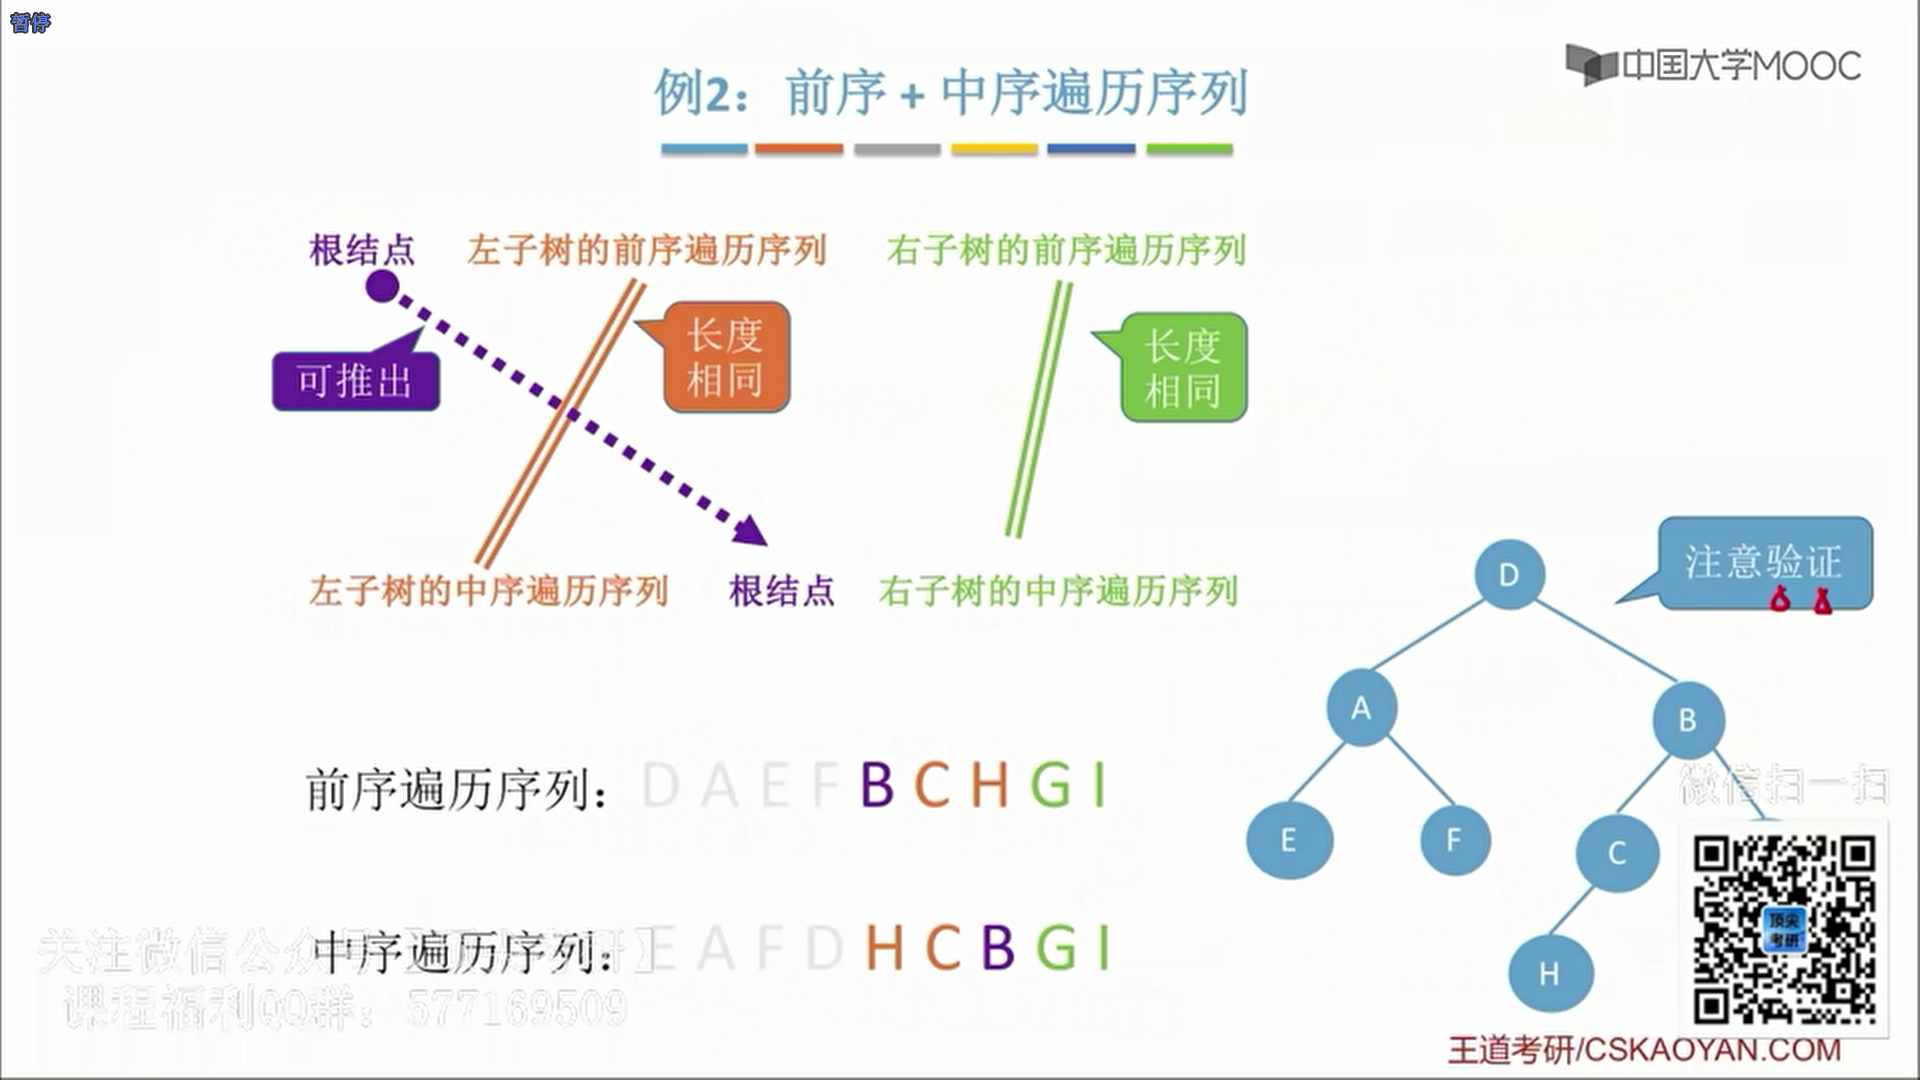 暂停
中国大学MOOC
例2：前序 + 中序遍历序列
根结点 左子树的前序遍历序列 右子树的前序遍历序列
可推出
长度
相同
长度
相同
左子树的中序遍历序列 根结点 右子树的中序遍历序列
注意验证
D
A B
E F C
H
前序遍历序列：D A E F B C H G I
中序遍历序列：E A F D H C B G I
微信扫一扫
顶尖
考研
关注微信公众
课程福利QQ群：577169509
王道考研/CSKAOYAN.COM